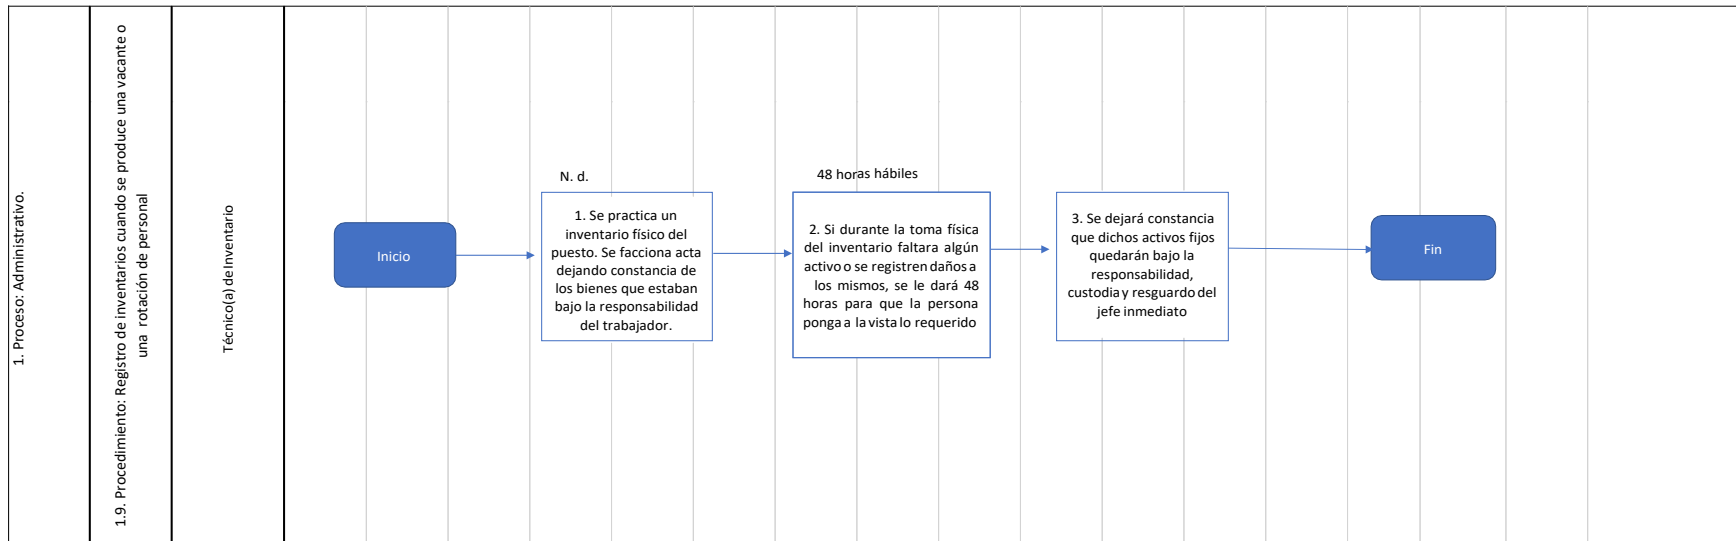 1. Proceso: Administrativo.
1.9. Procedimiento: Registro de inventarios cuando se produce una vacante o
una rotación de personal
Técnico(a) de Inventario
Inicio
N. d.
1. Se practica un
inventario físico del
puesto. Se facciona acta
dejando constancia de
los bienes que estaban
bajo la responsabilidad
del trabajador.
48 horas hábiles
2. Si durante la toma física
del inventario faltara algún
activo o se registren daños a
los mismos, se le dará 48
horas para que la persona
ponga a la vista lo requerido
3. Se dejará constancia
que dichos activos fijos
quedarán bajo la
responsabilidad,
custodia y resguardo del
jefe inmediato
Fin